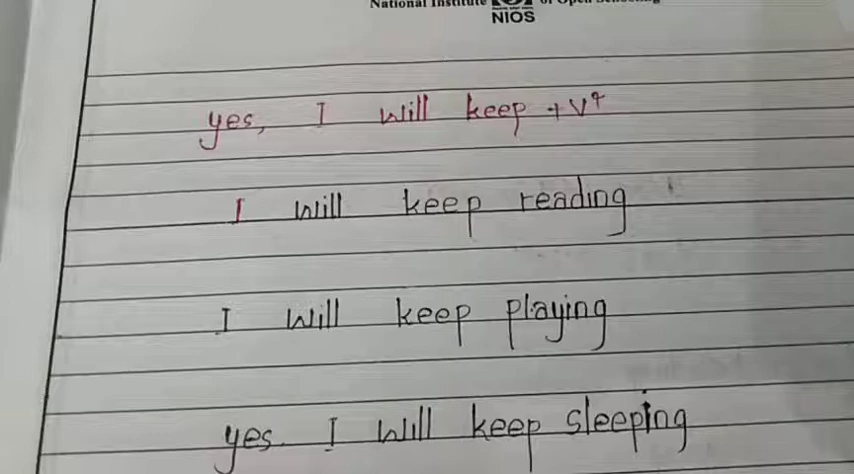 National Institute of Open Schooling
NIOS
yes, I will keep + V⁴
I will keep reading
I will keep playing
yes. I will keep sleeping